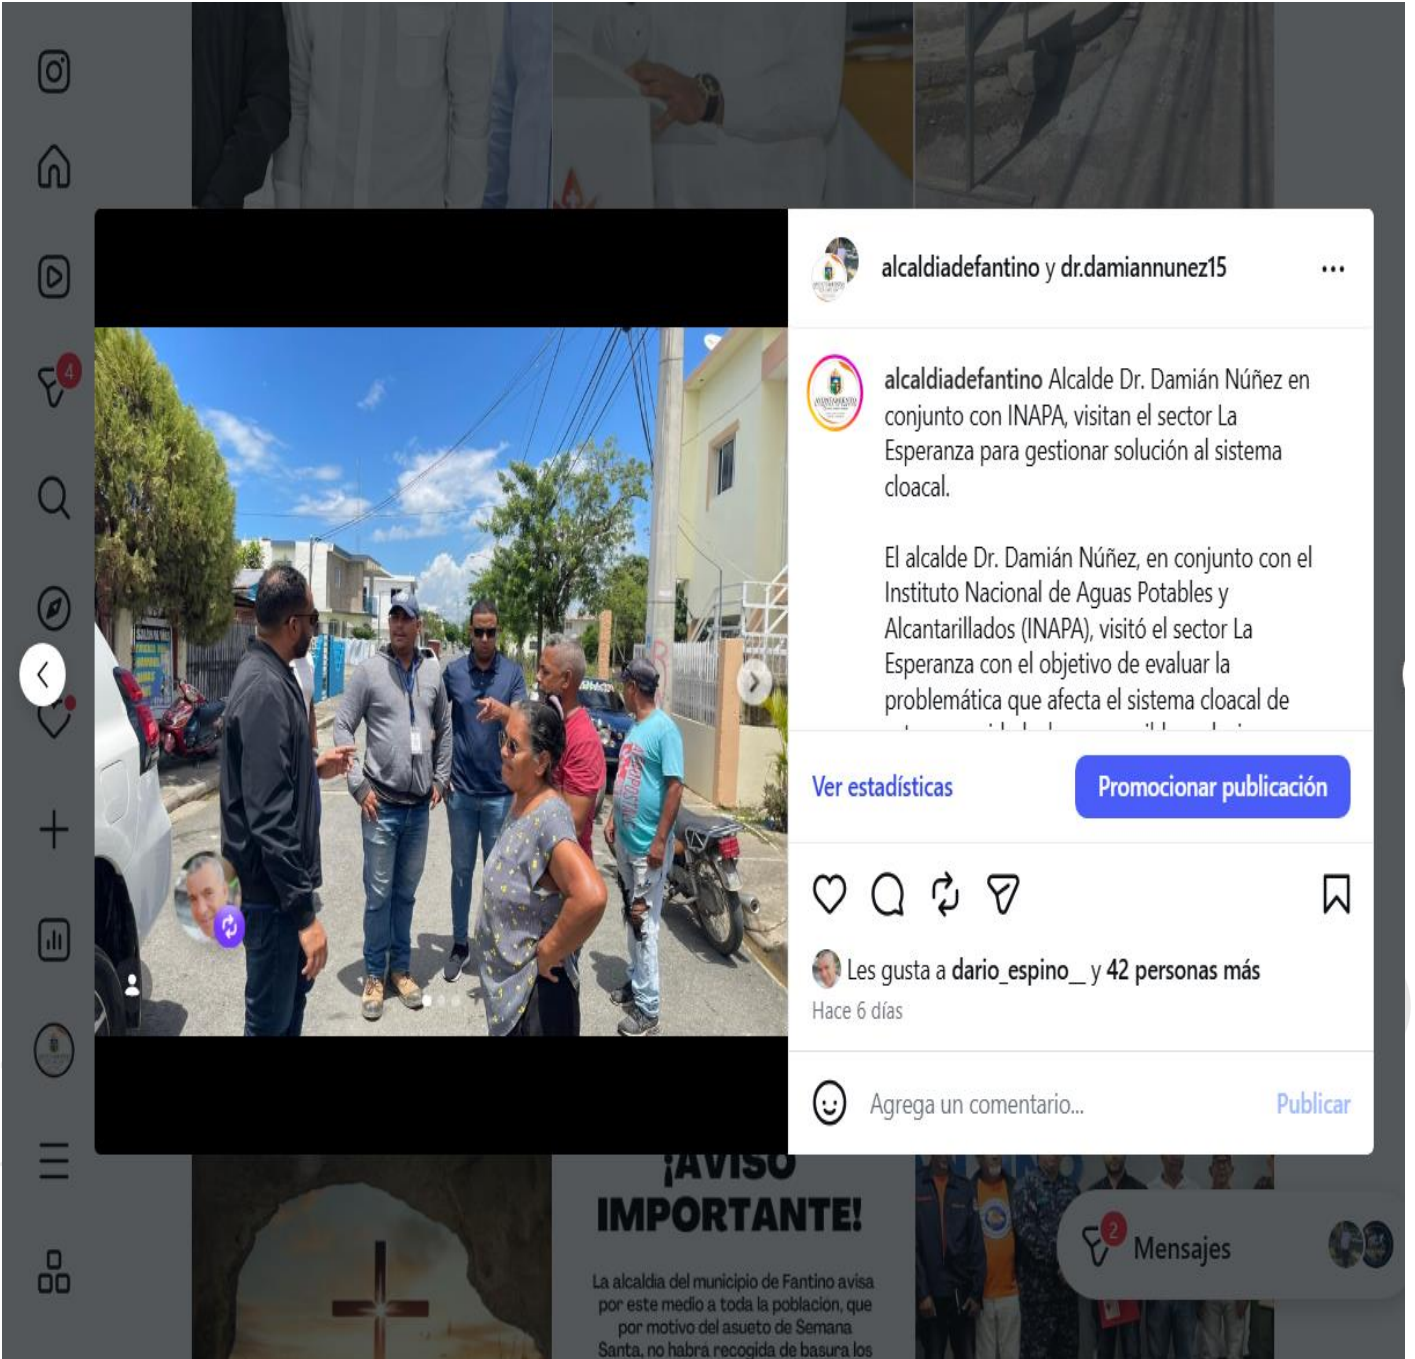 alcaldiadefantino y dr.damiannunez15
alcaldiadefantino Alcalde Dr. Damián Núñez en
conjunto con INAPA, visitan el sector La
Esperanza para gestionar solución al sistema
cloacal.
El alcalde Dr. Damián Núñez, en conjunto con el
Instituto Nacional de Aguas Potables y
Alcantarillados (INAPA), visitó el sector La
Esperanza con el objetivo de evaluar la
problemática que afecta el sistema cloacal de
Ver estadísticas
Promocionar publicación
Les gusta a dario_espino__ y 42 personas más
Hace 6 días
Agrega un comentario...
Publicar
4
¡AVISO
IMPORTANTE!
La alcaldia del municipio de Fantino avisa
por este medio a toda la población, que
por motivo del asueto de Semana
Santa, no habrá recogida de basura los
2
Mensajes